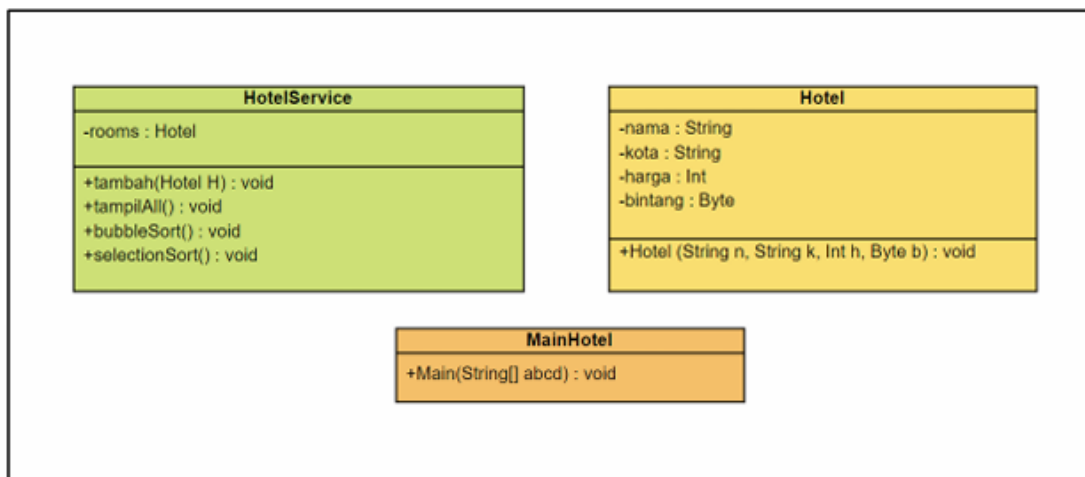 HotelService
-rooms : Hotel
+tambah(Hotel H) : void
+tampilAll() : void
+bubbleSort() : void
+selectionSort() : void
Hotel
-nama : String
-kota : String
-harga : Int
-bintang : Byte
+Hotel (String n, String k, Int h, Byte b) : void
MainHotel
+Main(String[] abcd) : void